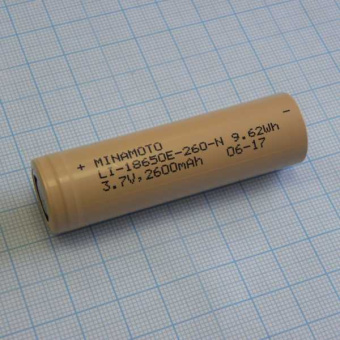 + MINAMOTO -
LI-18650E-260-N 9.62Wh
3.7V,2600mAh 06-17